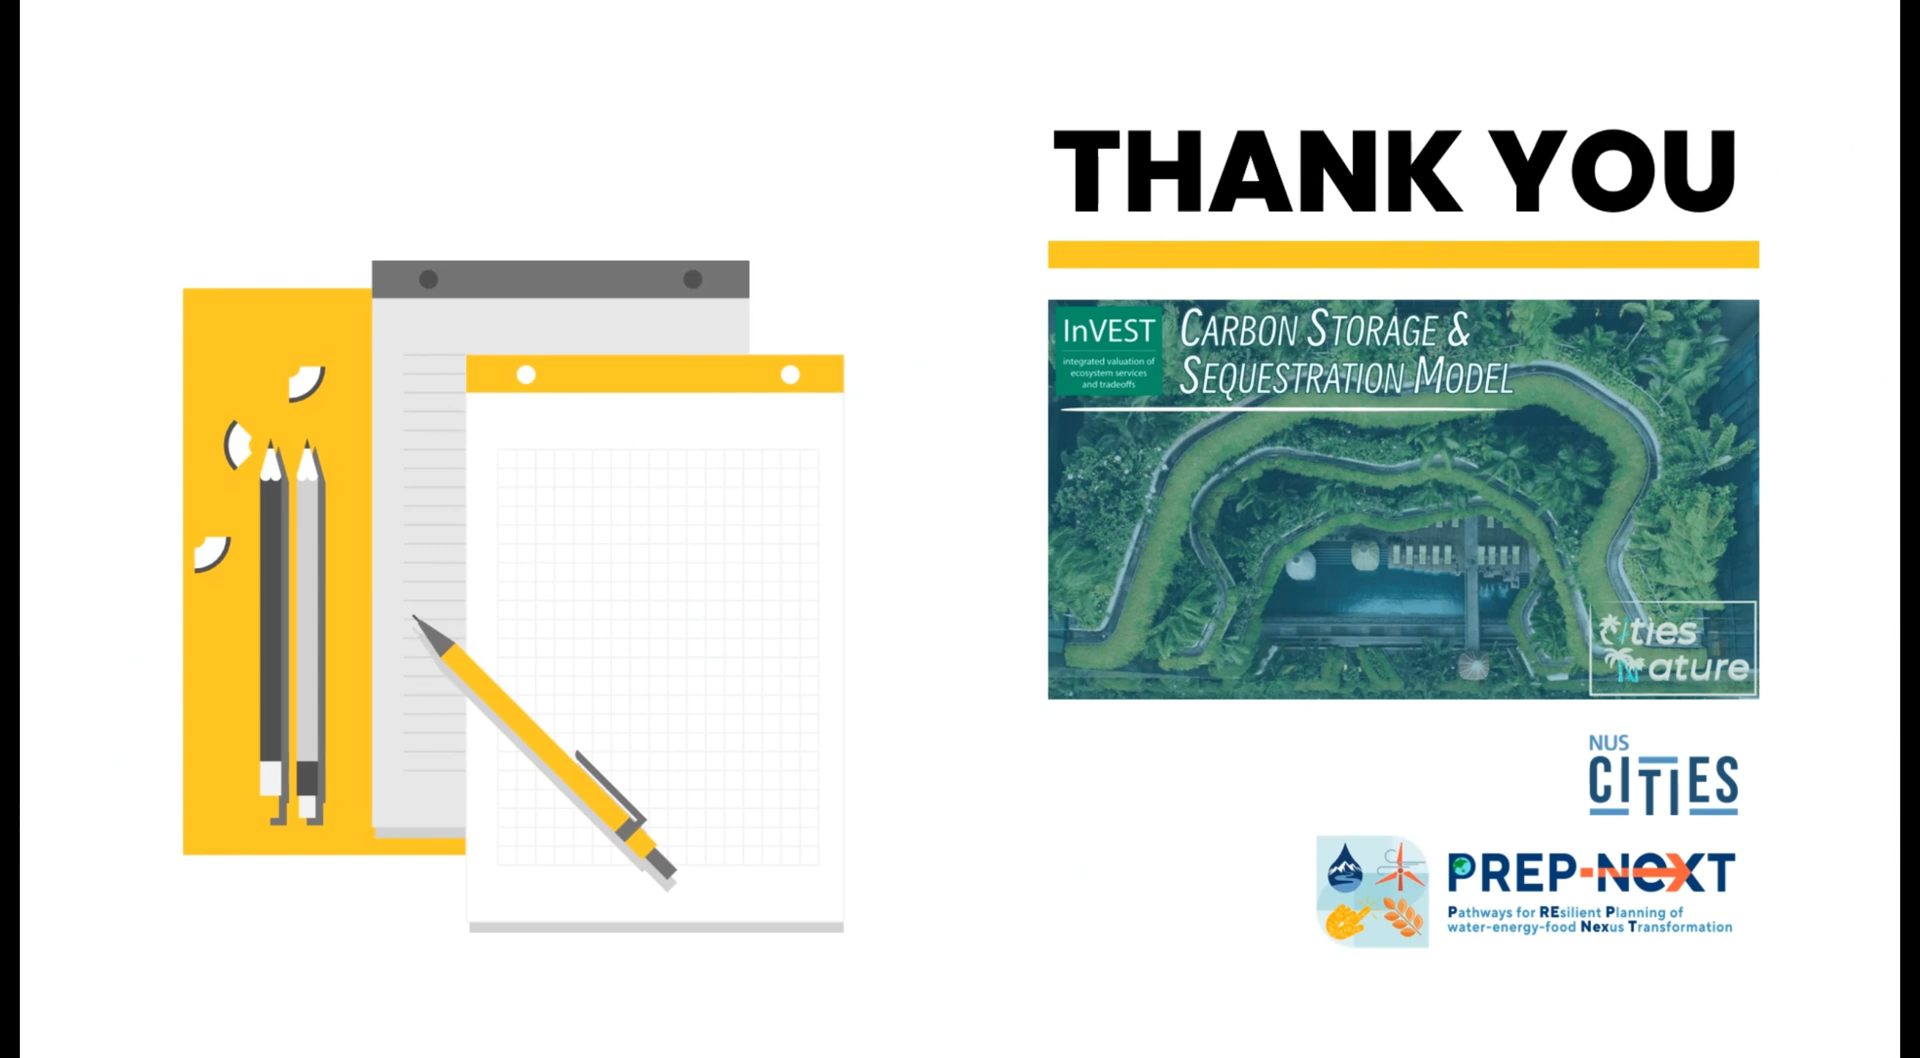 THANK YOU
InVEST
integrated valuation of
ecosystem services
and tradeoffs
CARBON STORAGE &
SEQUESTRATION MODEL
Cities
Nature
NUS
CITIES
PREP-NEXT
Pathways for REsilient Planning of
water-energy-food Nexus Transformation